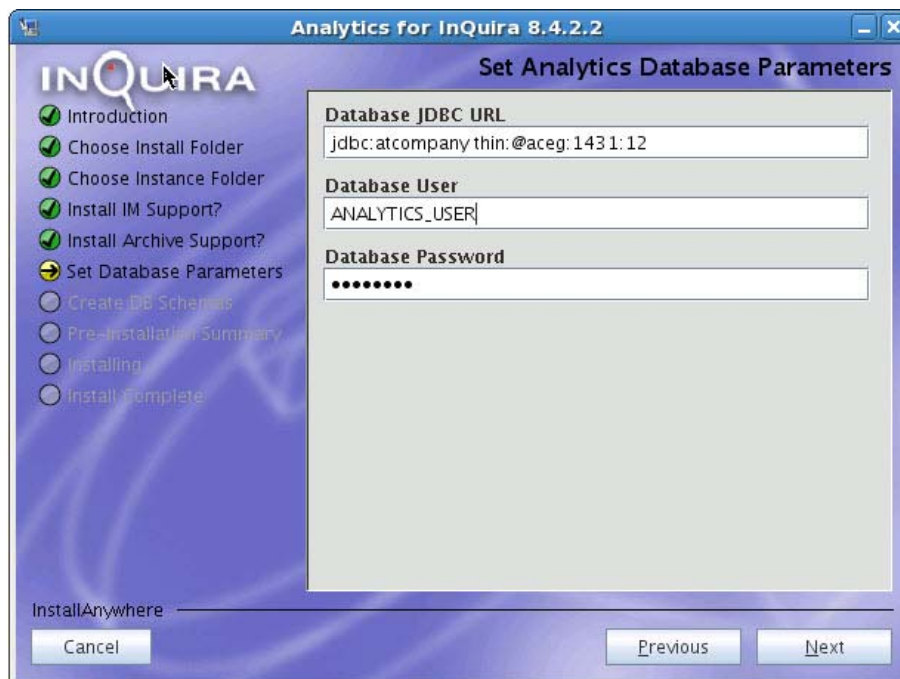 Analytics for InQuira 8.4.2.2
INQUIRA
Set Analytics Database Parameters
Introduction
Choose Install Folder
Choose Instance Folder
Install IM Support?
Install Archive Support?
Set Database Parameters
Create DB Schemas
Pre-Installation Summary
Installing
Install Complete
Database JDBC URL
jdbc:atcompany thin:@aceg:1431:12
Database User
ANALYTICS_USER
Database Password
••••••••
InstallAnywhere
Cancel
Previous
Next